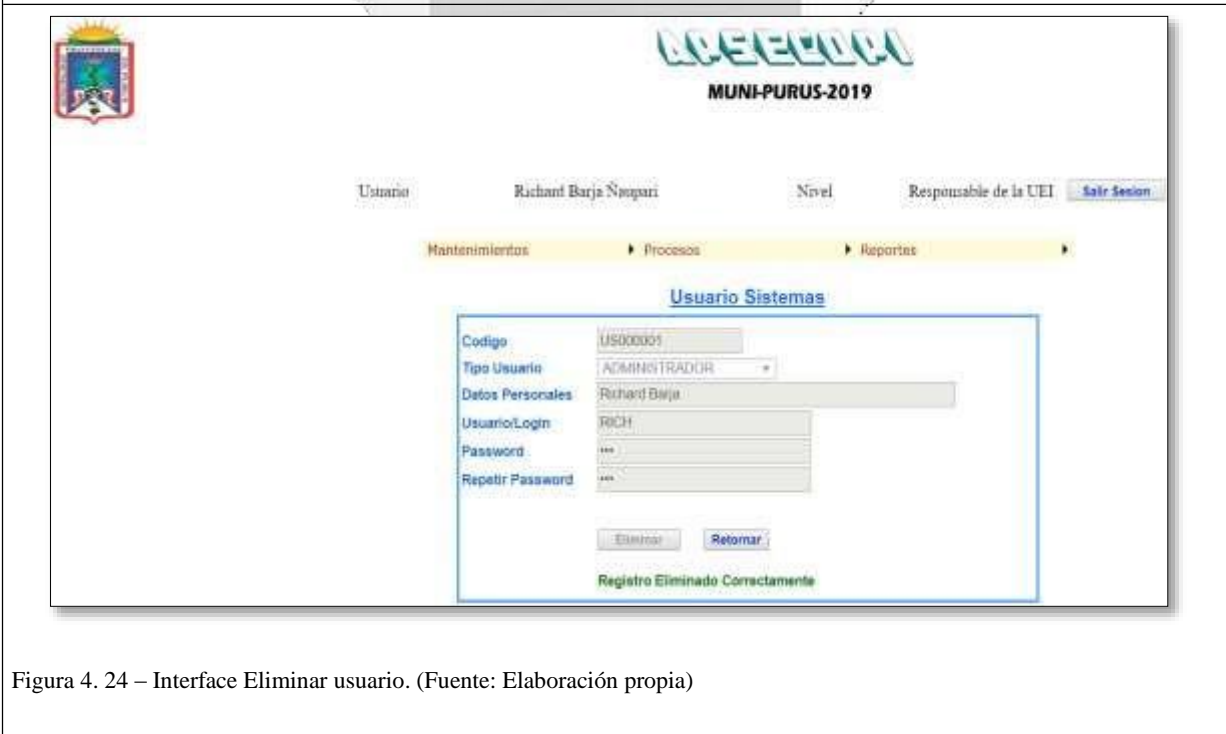 APSECOPI
MUNI-PURUS-2019
Usuario Richard Barja Ñaupari Nivel Responsable de la UEI Salir Sesion
Mantenimientos Procesos Reportes
Usuario Sistemas
Codigo US000001
Tipo Usuario ADMINISTRADOR
Datos Personales Richard Barja
Usuario/Login RICH
Password •••
Repetir Password •••
Eliminar Retornar
Registro Eliminado Correctamente
Figura 4. 24 – Interface Eliminar usuario. (Fuente: Elaboración propia)